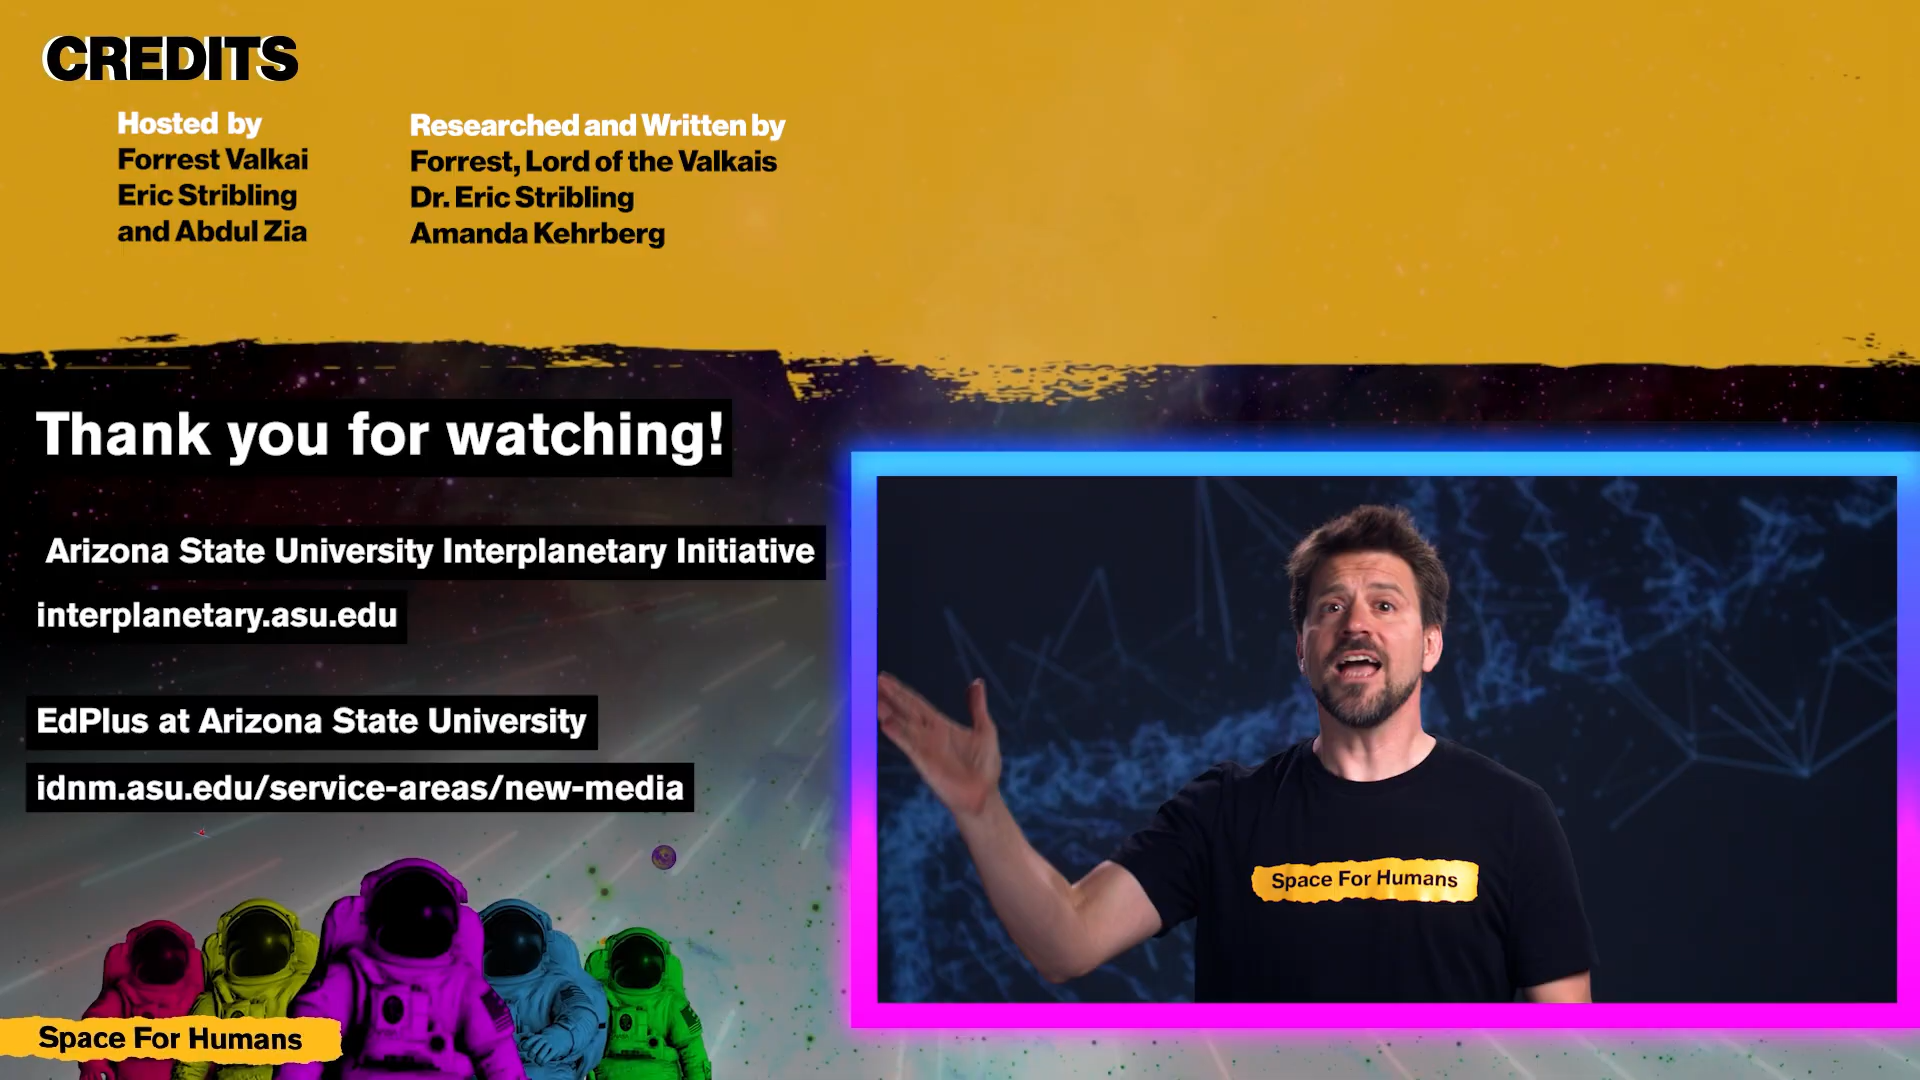 CREDITS
Hosted by
Forrest Valkai
Eric Stribling
and Abdul Zia
Researched and Written by
Forrest, Lord of the Valkais
Dr. Eric Stribling
Amanda Kehrberg
Thank you for watching!
Arizona State University Interplanetary Initiative
interplanetary.asu.edu
EdPlus at Arizona State University
idnm.asu.edu/service-areas/new-media
Space For Humans
Space For Humans